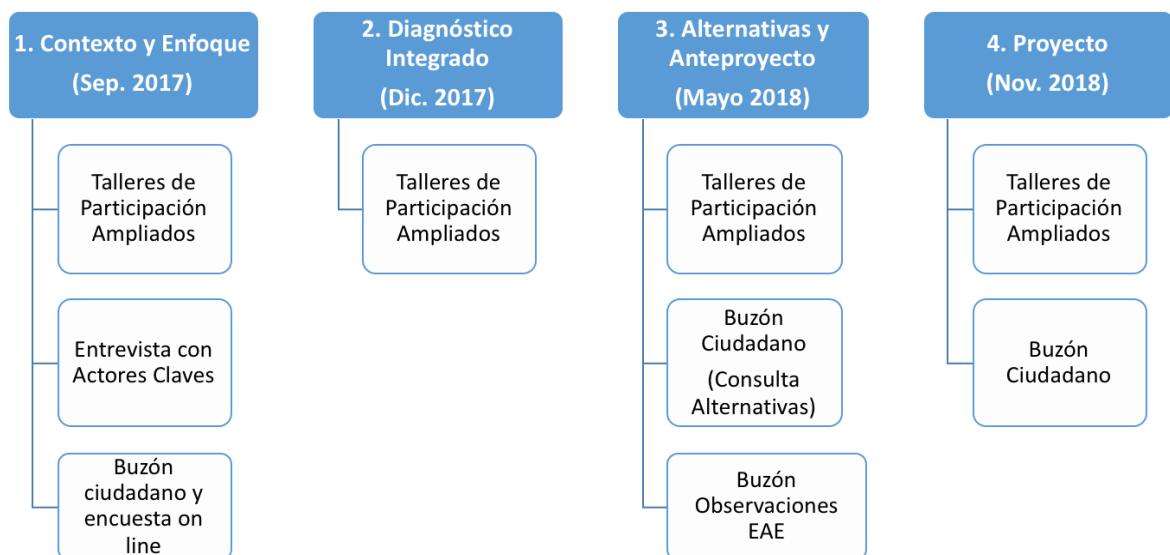 1. Contexto y Enfoque
(Sep. 2017)
Talleres de
Participación
Ampliados
Entrevista con
Actores Claves
Buzón
ciudadano y
encuesta on
line
2. Diagnóstico
Integrado
(Dic. 2017)
Talleres de
Participación
Ampliados
3. Alternativas y
Anteproyecto
(Mayo 2018)
Talleres de
Participación
Ampliados
Buzón
Ciudadano
(Consulta
Alternativas)
Buzón
Observaciones
EAE
4. Proyecto
(Nov. 2018)
Talleres de
Participación
Ampliados
Buzón
Ciudadano